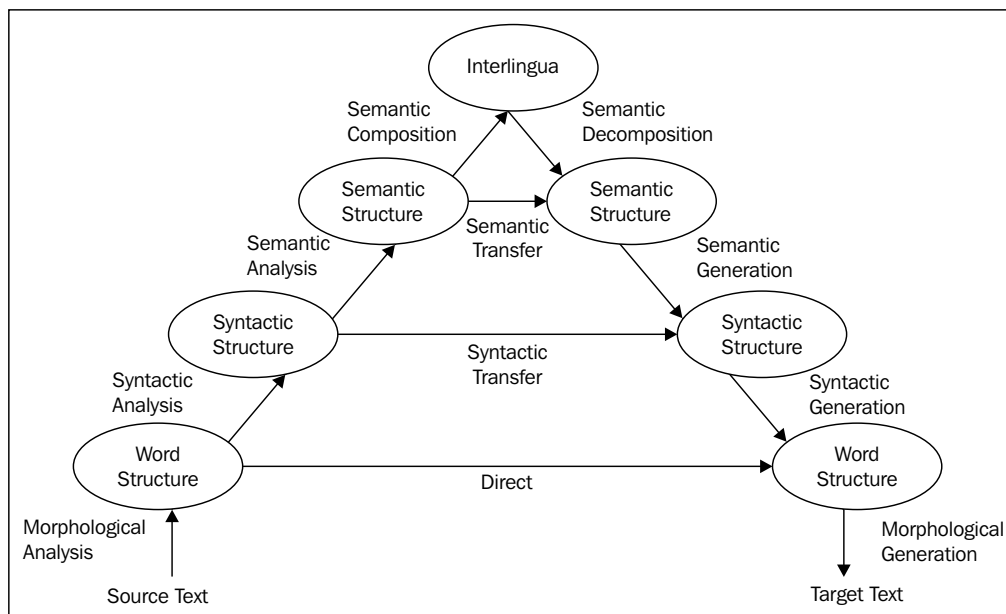 Interlingua
Semantic
Composition
Semantic
Decomposition
Semantic
Structure
Semantic
Structure
Semantic
Transfer
Semantic
Analysis
Semantic
Generation
Syntactic
Structure
Syntactic
Structure
Syntactic
Transfer
Syntactic
Analysis
Syntactic
Generation
Word
Structure
Word
Structure
Direct
Morphological
Analysis
Morphological
Generation
Source Text
Target Text